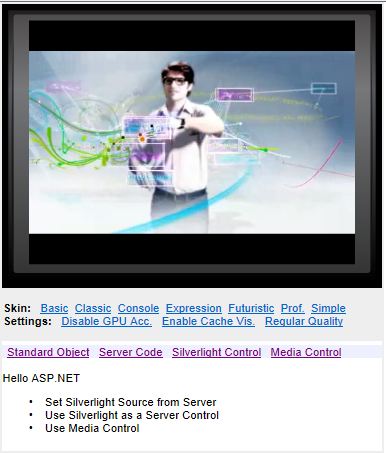 Skin: Basic Classic Console Expression Futuristic Prof. Simple
Settings: Disable GPU Acc. Enable Cache Vis. Regular Quality
Standard Object Server Code Silverlight Control Media Control
Hello ASP.NET
• Set Silverlight Source from Server
• Use Silverlight as a Server Control
• Use Media Control